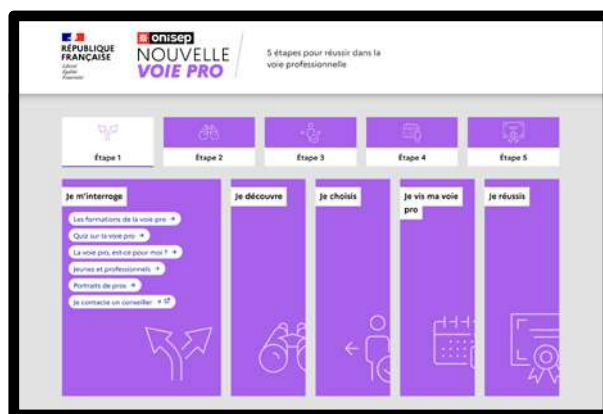 RÉPUBLIQUE
FRANÇAISE
Liberté
Égalité
Fraternité
onisep
NOUVELLE
VOIE PRO
5 étapes pour réussir dans la
voie professionnelle
Étape 1
Étape 2
Étape 3
Étape 4
Étape 5
Je m'interroge
Les formations de la voie pro →
Quiz sur la voie pro →
La voie pro, est-ce pour moi ? →
Jeunes et professionnels →
Portraits de pros →
Je contacte un conseiller →
Je découvre
Je choisis
Je vis ma voie
pro
Je réussis